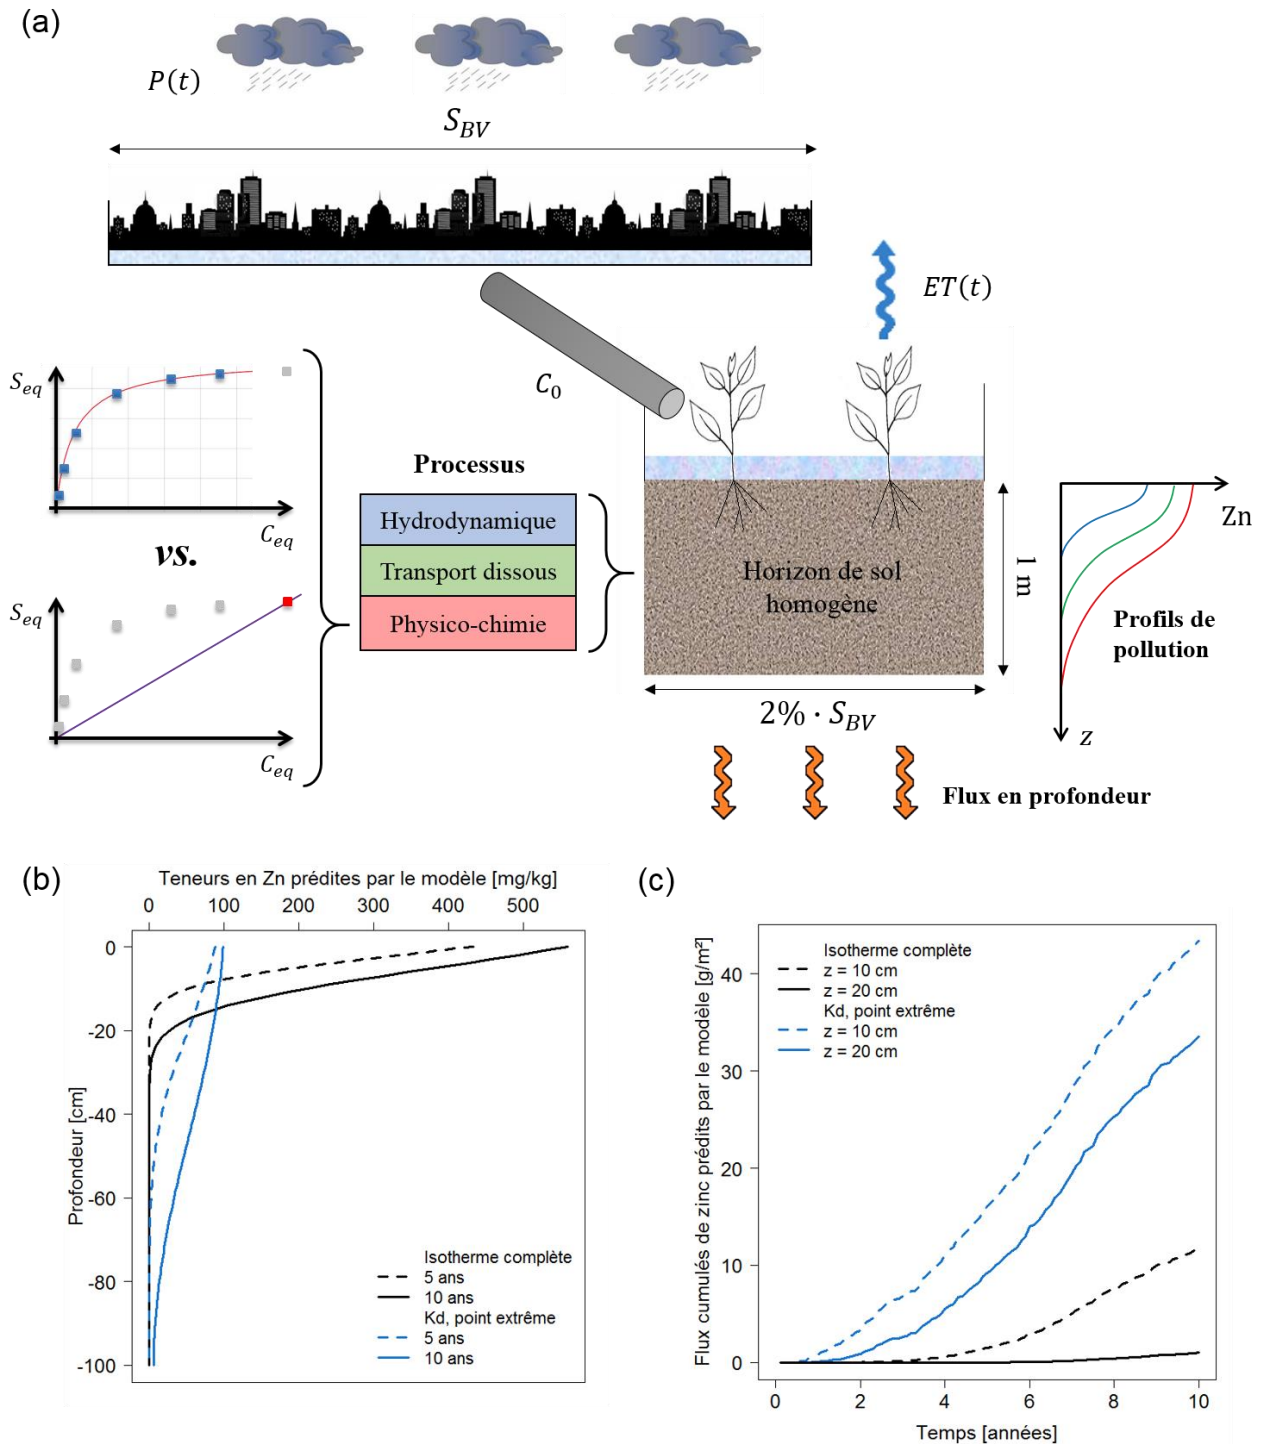 (a)
P(t)
S_BV
ET(t)
C_0
S_eq
C_eq
vs.
S_eq
C_eq
Processus
Hydrodynamique
Transport dissous
Physico-chimie
Horizon de sol
homogène
1 m
2% · S_BV
Flux en profondeur
Zn
Profils de
pollution
z
(b)
Teneurs en Zn prédites par le modèle [mg/kg]
0 100 200 300 400 500
Profondeur [cm]
0
-20
-40
-60
-80
-100
Isotherme complète
5 ans
10 ans
Kd, point extrême
5 ans
10 ans
(c)
Flux cumulés de zinc prédits par le modèle [g/m²]
40
30
20
10
0
Isotherme complète
z = 10 cm
z = 20 cm
Kd, point extrême
z = 10 cm
z = 20 cm
0 2 4 6 8 10
Temps [années]